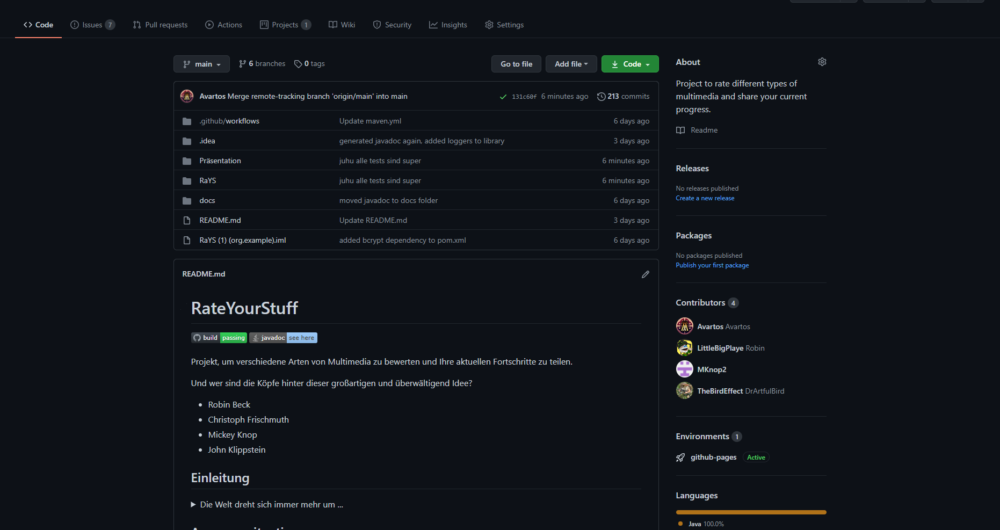 Code Issues 7 Pull requests Actions Projects 1 Wiki Security Insights Settings
main 6 branches 0 tags Go to file Add file Code
Avartos Merge remote-tracking branch 'origin/main' into main 131c60f 6 minutes ago 213 commits
.github/workflows Update maven.yml 6 days ago
.idea generated javadoc again, added loggers to library 3 days ago
Präsentation juhu alle tests sind super 6 minutes ago
RaYS juhu alle tests sind super 6 minutes ago
docs moved javadoc to docs folder 6 days ago
README.md Update README.md 3 days ago
RaYS (1) (org.example).iml added bcrypt dependency to pom.xml 6 days ago
README.md
RateYourStuff
build passing javadoc see here
Projekt, um verschiedene Arten von Multimedia zu bewerten und Ihre aktuellen Fortschritte zu teilen.
Und wer sind die Köpfe hinter dieser großartigen und überwältigend Idee?
Robin Beck
Christoph Frischmuth
Mickey Knop
John Klippstein
Einleitung
Die Welt dreht sich immer mehr um ...
About
Project to rate different types of
multimedia and share your current
progress.
Readme
Releases
No releases published
Create a new release
Packages
No packages published
Publish your first package
Contributors 4
Avartos Avartos
LittleBigPlaye Robin
MKnop2
TheBirdEffect DrArtfulBird
Environments 1
github-pages Active
Languages
Java 100.0%